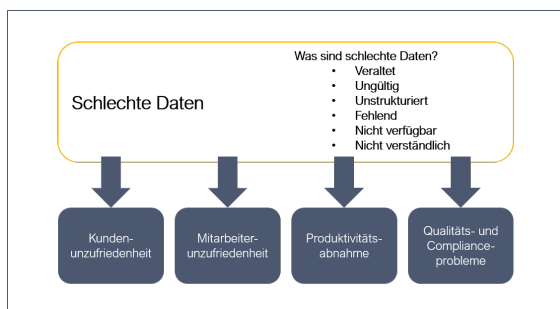 Schlechte Daten
Was sind schlechte Daten?
• Veraltet
• Ungültig
• Unstrukturiert
• Fehlend
• Nicht verfügbar
• Nicht verständlich
Kunden-
unzufriedenheit
Mitarbeiter-
unzufriedenheit
Produktivitäts-
abnahme
Qualitäts- und
Compliance-
probleme